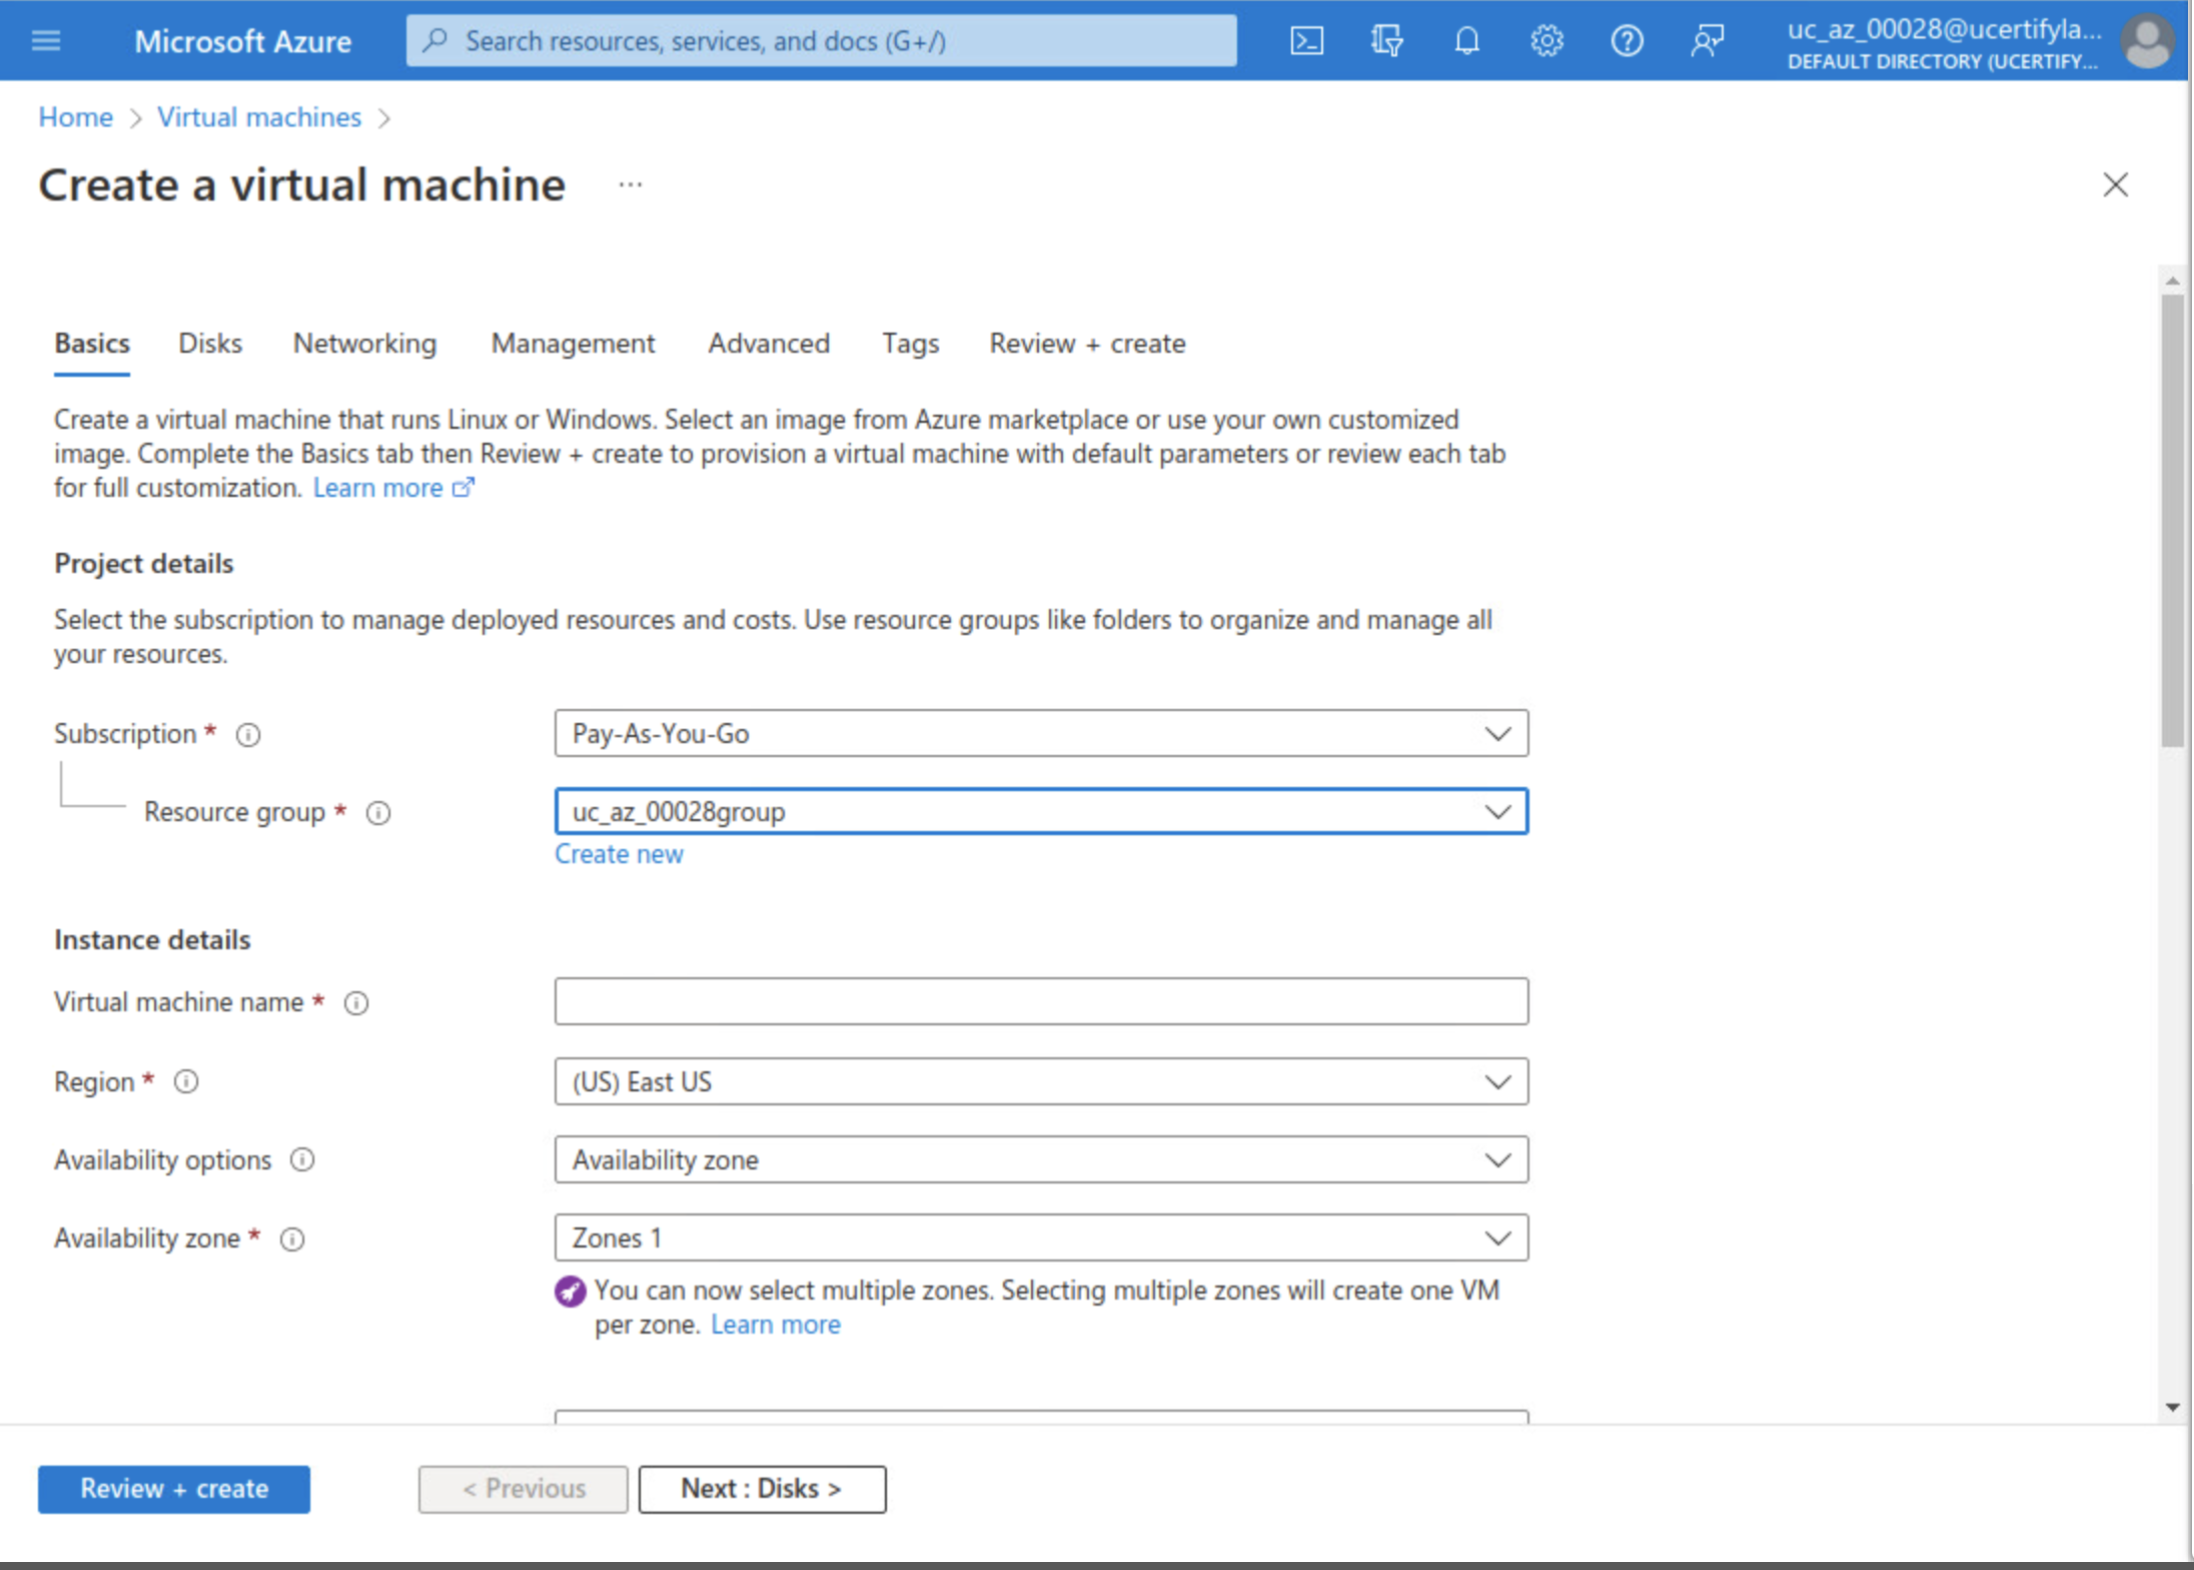 Microsoft Azure
Search resources, services, and docs (G+/)
uc_az_00028@ucertifyla...
DEFAULT DIRECTORY (UCERTIFY...
Home > Virtual machines >
Create a virtual machine ...
Basics Disks Networking Management Advanced Tags Review + create
Create a virtual machine that runs Linux or Windows. Select an image from Azure marketplace or use your own customized
image. Complete the Basics tab then Review + create to provision a virtual machine with default parameters or review each tab
for full customization. Learn more
Project details
Select the subscription to manage deployed resources and costs. Use resource groups like folders to organize and manage all
your resources.
Subscription * Pay-As-You-Go
Resource group * uc_az_00028group
Create new
Instance details
Virtual machine name *
Region * (US) East US
Availability options Availability zone
Availability zone * Zones 1
You can now select multiple zones. Selecting multiple zones will create one VM
per zone. Learn more
Review + create < Previous Next : Disks >